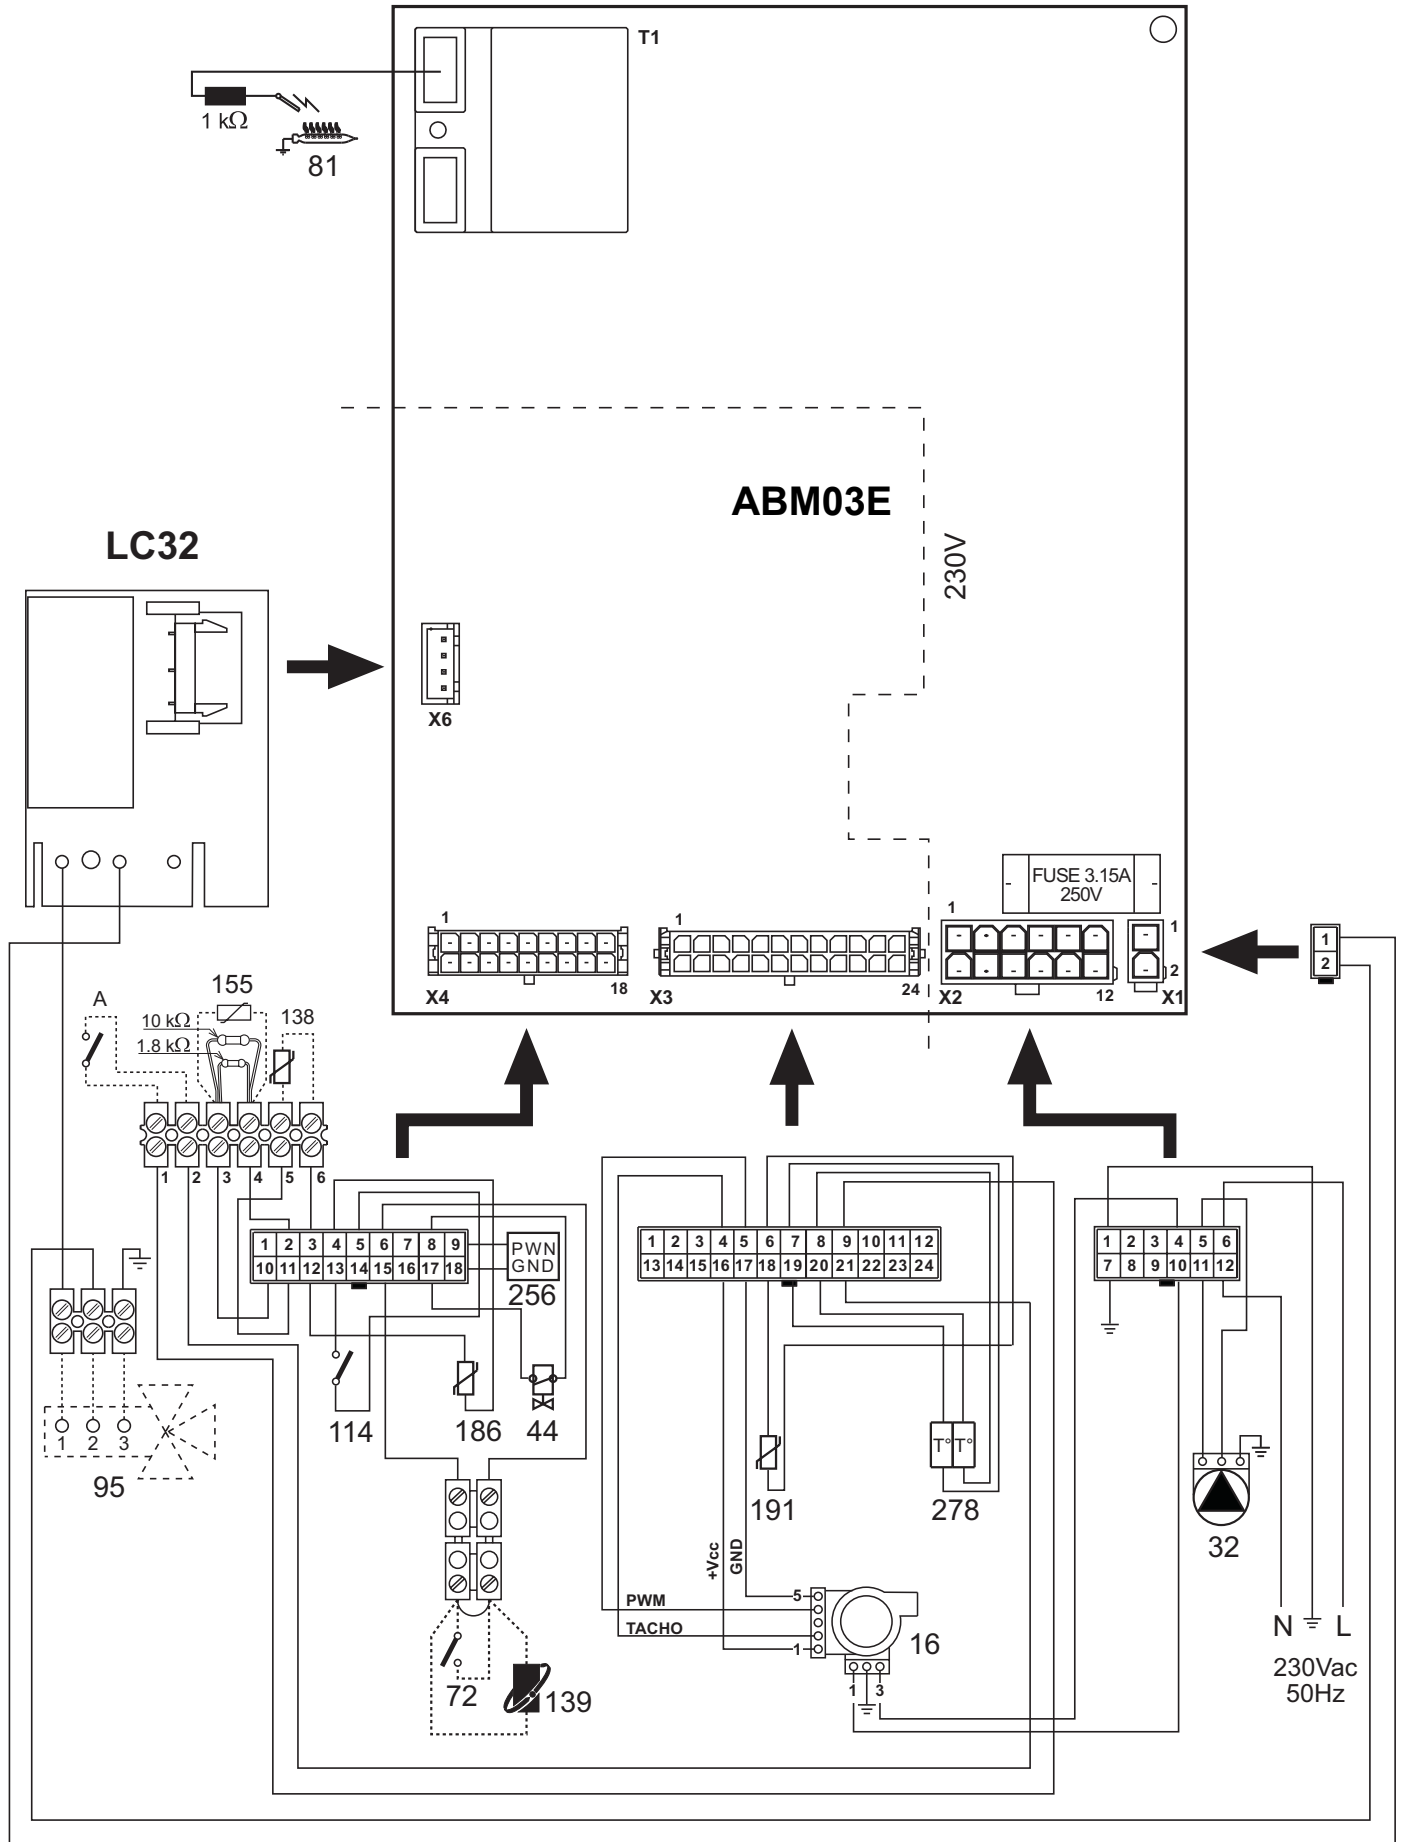 T1
1 kΩ
81
ABM03E
230V
LC32
X6
FUSE 3.15A
250V
1
18
X4
1
24
X3
1
12
X2
1
2
X1
1
2
A
155
10 kΩ
1.8 kΩ
138
1 2 3 4 5 6
1 2 3 4 5 6 7 8 9
10 11 12 13 14 15 16 17 18
PWN
GND
256
1 2 3 4 5 6 7 8 9 10 11 12
13 14 15 16 17 18 19 20 21 22 23 24
1 2 3 4 5 6
7 8 9 10 11 12
1 2 3
95
114
186
44
T° T°
191
278
32
+Vcc
GND
PWM
TACHO
5
1
16
1 3
72
139
N L
230Vac
50Hz